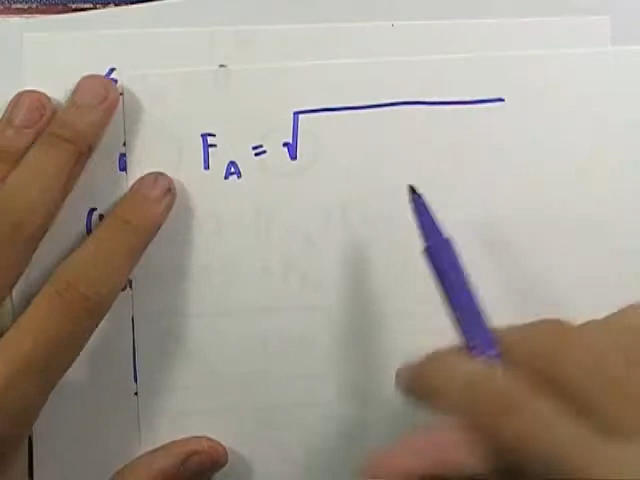 F_A = √